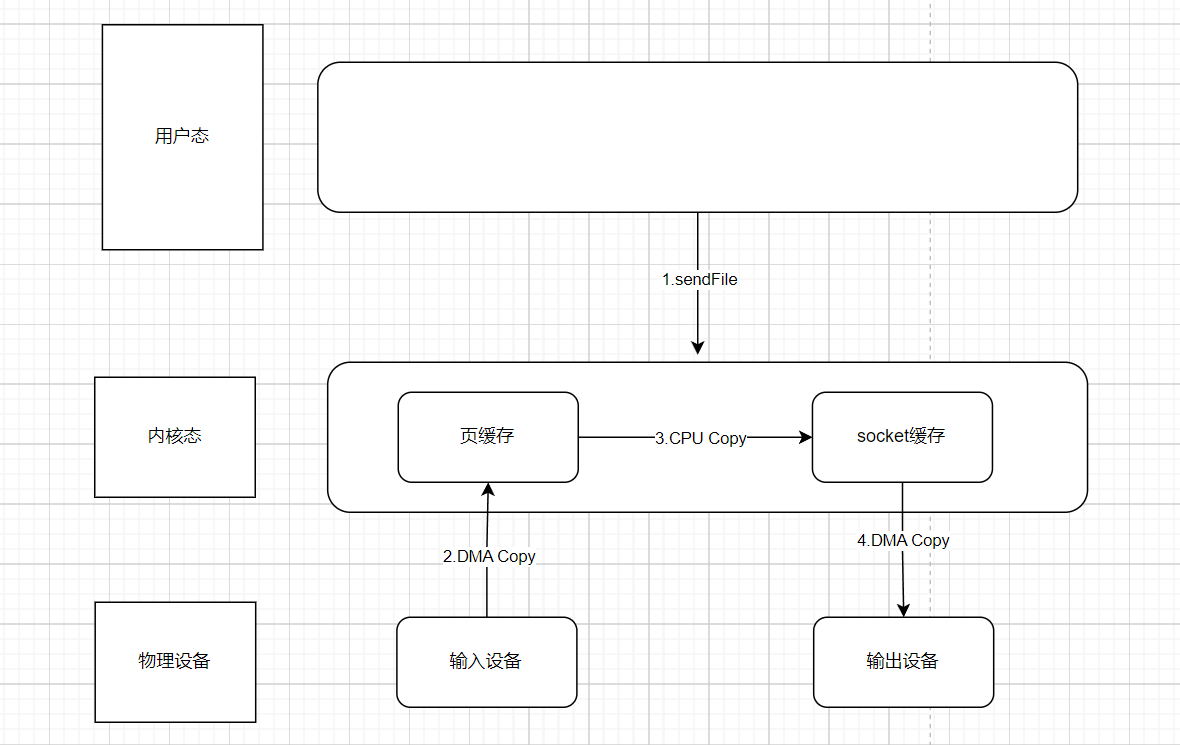 用户态
1.sendFile
内核态
页缓存
3.CPU Copy
socket缓存
2.DMA Copy
4.DMA Copy
物理设备
输入设备
输出设备